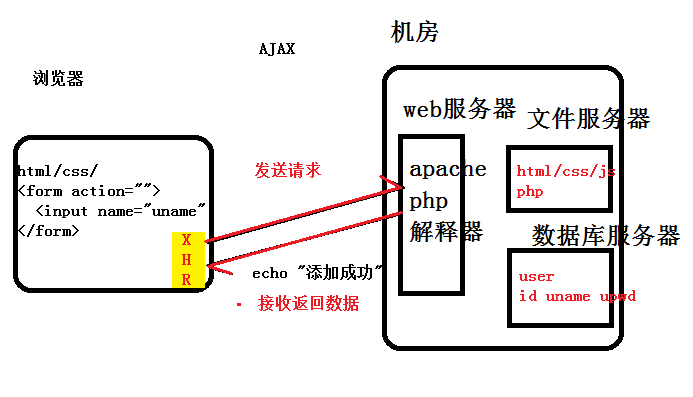 AJAX
机房
浏览器
web服务器
文件服务器
html/css/
<form action="">
<input name="uname"
</form>
X
H
R
发送请求
echo "添加成功"
接收返回数据
apache
php
解释器
html/css/js
php
数据库服务器
user
id uname upwd